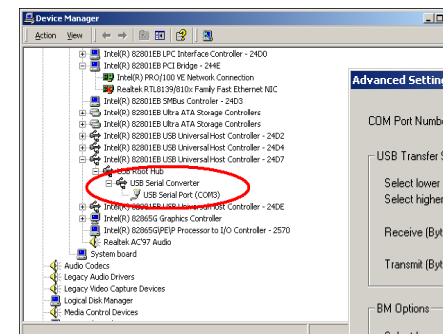 Device Manager
Action View
Intel(R) 82801EB LPC Interface Controller - 24D0
Intel(R) 82801EB PCI Bridge - 244E
Intel(R) PRO/100 VE Network Connection
Realtek RTL8139/810x Family Fast Ethernet NIC
Intel(R) 82801EB SMBus Controler - 24D3
Intel(R) 82801EB Ultra ATA Storage Controllers
Intel(R) 82801EB Ultra ATA Storage Controllers
Intel(R) 82801EB USB Universal Host Controller - 24D2
Intel(R) 82801EB USB Universal Host Controller - 24D4
Intel(R) 82801EB USB Universal Host Controller - 24D7
USB Root Hub
USB Serial Converter
USB Serial Port (COM3)
Intel(R) 82801EB USB Universal Host Controller - 24DE
Intel(R) 82865G Graphics Controller
Intel(R) 82865G\PE\P Processor to I/O Controller - 2570
Realtek AC'97 Audio
System board
Audio Codecs
Legacy Audio Drivers
Legacy Video Capture Devices
Logical Disk Manager
Media Control Devices
Advanced Setting
COM Port Numbe
USB Transfer S
Select lower
Select higher
Receive (Byt
Transmit (Byt
BM Options